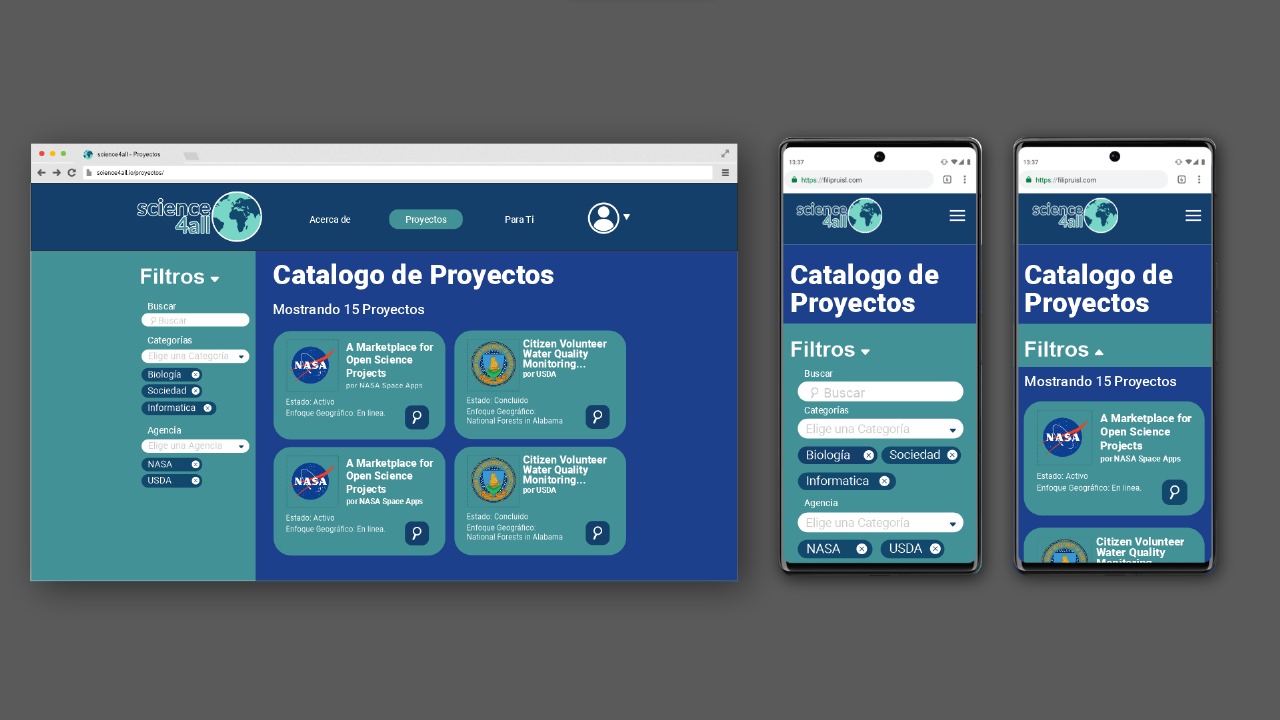 science4all - Proyectos
science4all.io/proyectos/
science
4all
Acerca de
Proyectos
Para Ti
Filtros
Buscar
Buscar
Categorías
Elige una Categoría
Biología
Sociedad
Informatica
Agencia
Elige una Agencia
NASA
USDA
Catalogo de Proyectos
Mostrando 15 Proyectos
NASA
A Marketplace for
Open Science
Projects
por NASA Space Apps
Estado: Activo
Enfoque Geográfico: En linea.
Citizen Volunteer
Water Quality
Monitoring...
por USDA
Estado: Concluido
Enfoque Geográfico:
National Forests in Alabama
NASA
A Marketplace for
Open Science
Projects
por NASA Space Apps
Estado: Activo
Enfoque Geográfico: En linea.
Citizen Volunteer
Water Quality
Monitoring...
por USDA
Estado: Concluido
Enfoque Geográfico:
National Forests in Alabama
13:37
https://filipruisl.com
science
4all
Catalogo de
Proyectos
Filtros
Buscar
Buscar
Categorías
Elige una Categoría
Biología
Sociedad
Informatica
Agencia
Elige una Categoría
NASA
USDA
13:37
https://filipruisl.com
science
4all
Catalogo de
Proyectos
Filtros
Mostrando 15 Proyectos
NASA
A Marketplace for
Open Science
Projects
por NASA Space Apps
Estado: Activo
Enfoque Geográfico: En linea.
Citizen Volunteer
Water Quality
Monitoring